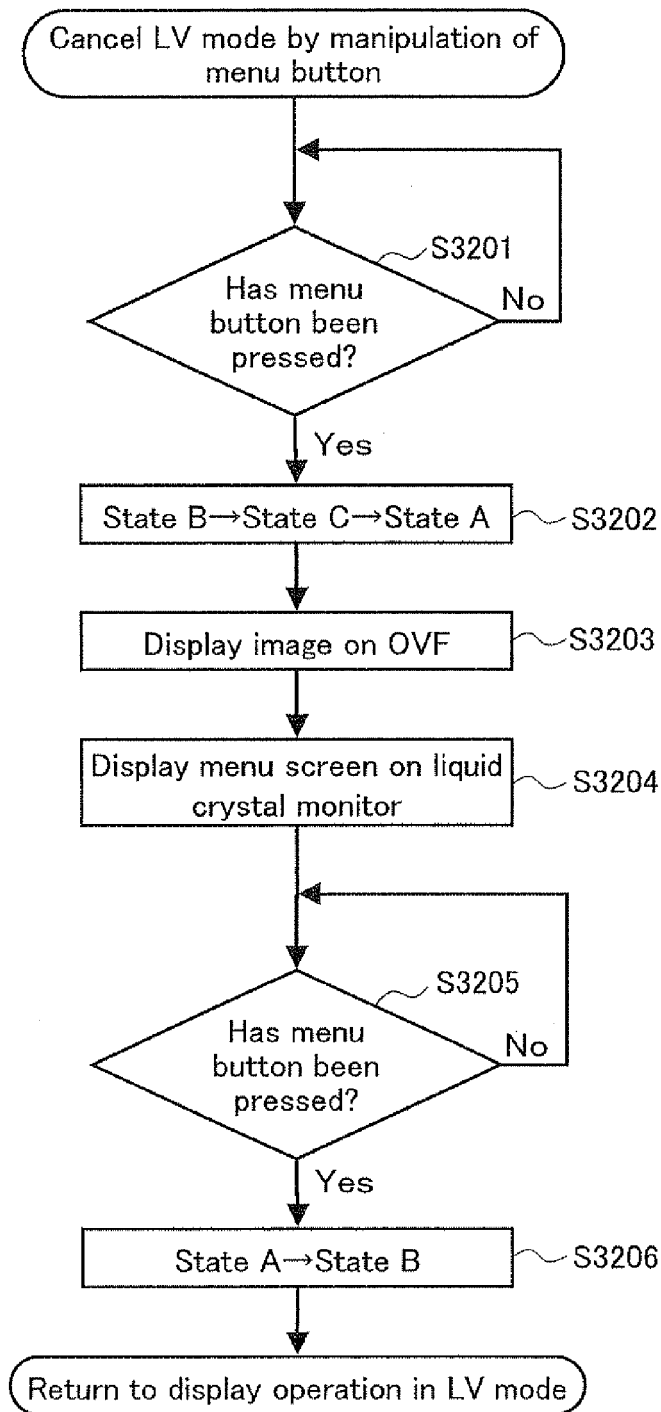 Cancel LV mode by manipulation of
menu button
S3201
Has menu
button been
pressed?
No
Yes
State B→State C→State A
S3202
Display image on OVF
S3203
Display menu screen on liquid
crystal monitor
S3204
S3205
Has menu
button been
pressed?
No
Yes
State A→State B
S3206
Return to display operation in LV mode